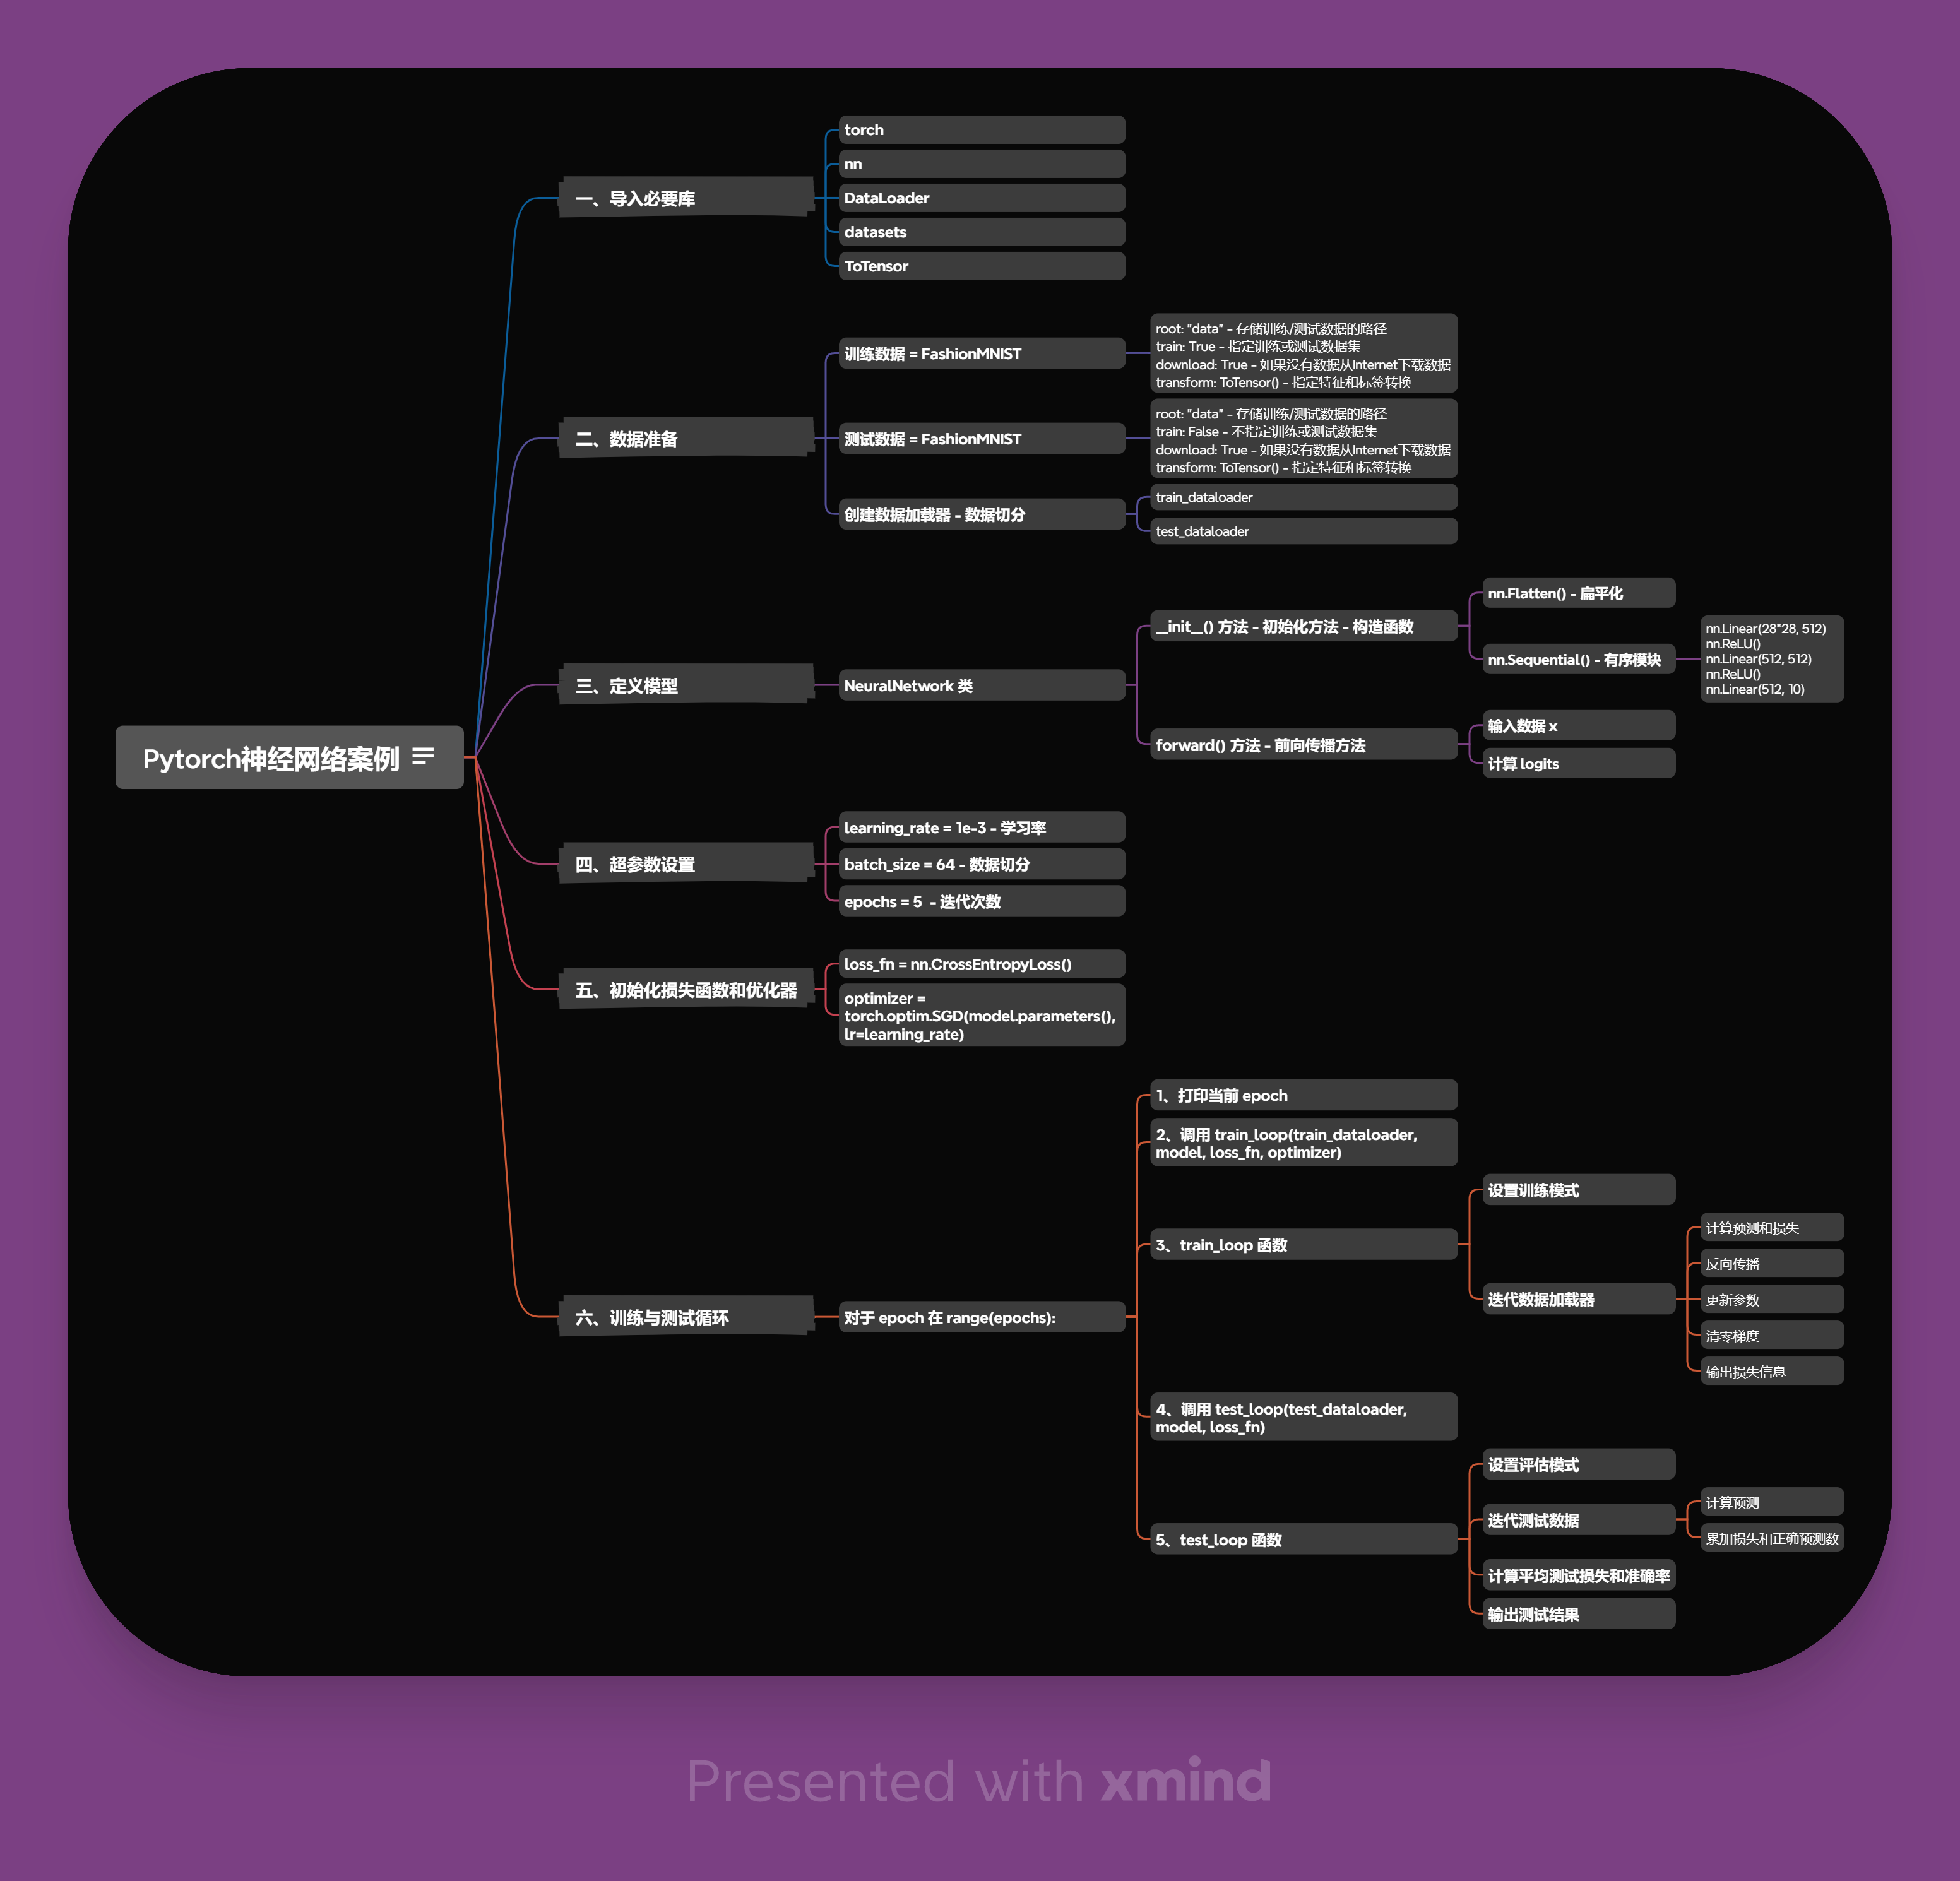 Pytorch神经网络案例
一、导入必要库
torch
nn
DataLoader
datasets
ToTensor
二、数据准备
训练数据 = FashionMNIST
root: "data" - 存储训练/测试数据的路径
train: True - 指定训练或测试数据集
download: True - 如果没有数据从Internet下载数据
transform: ToTensor() - 指定特征和标签转换
测试数据 = FashionMNIST
root: "data" - 存储训练/测试数据的路径
train: False - 不指定训练或测试数据集
download: True - 如果没有数据从Internet下载数据
transform: ToTensor() - 指定特征和标签转换
创建数据加载器 - 数据切分
train_dataloader
test_dataloader
三、定义模型
NeuralNetwork 类
__init__() 方法 - 初始化方法 - 构造函数
nn.Flatten() - 扁平化
nn.Sequential() - 有序模块
nn.Linear(28*28, 512)
nn.ReLU()
nn.Linear(512, 512)
nn.ReLU()
nn.Linear(512, 10)
forward() 方法 - 前向传播方法
输入数据 x
计算 logits
四、超参数设置
learning_rate = 1e-3 - 学习率
batch_size = 64 - 数据切分
epochs = 5  - 迭代次数
五、初始化损失函数和优化器
loss_fn = nn.CrossEntropyLoss()
optimizer =
torch.optim.SGD(model.parameters(),
lr=learning_rate)
六、训练与测试循环
对于 epoch 在 range(epochs):
1、打印当前 epoch
2、调用 train_loop(train_dataloader,
model, loss_fn, optimizer)
3、train_loop 函数
设置训练模式
迭代数据加载器
计算预测和损失
反向传播
更新参数
清零梯度
输出损失信息
4、调用 test_loop(test_dataloader,
model, loss_fn)
5、test_loop 函数
设置评估模式
迭代测试数据
计算预测
累加损失和正确预测数
计算平均测试损失和准确率
输出测试结果
Presented with xmind